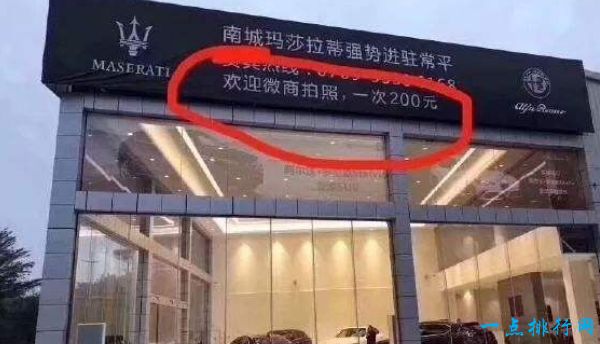 南城玛莎拉蒂强势进驻常平
欢迎微商拍照，一次200元
MASERATI
Alfa Romeo
一点排行网